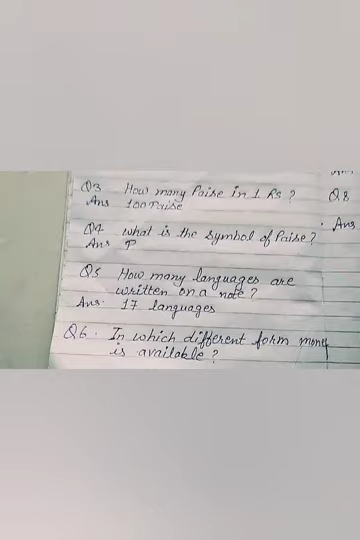 Q3 How many Paise in 1 Rs ?
Ans 100 Paise
Q4 what is the symbol of Paise ?
Ans P
Q5 How many languages are
written on a note ?
Ans. 17 languages
Q6. In which different form money
is available ?
Q8
Ans